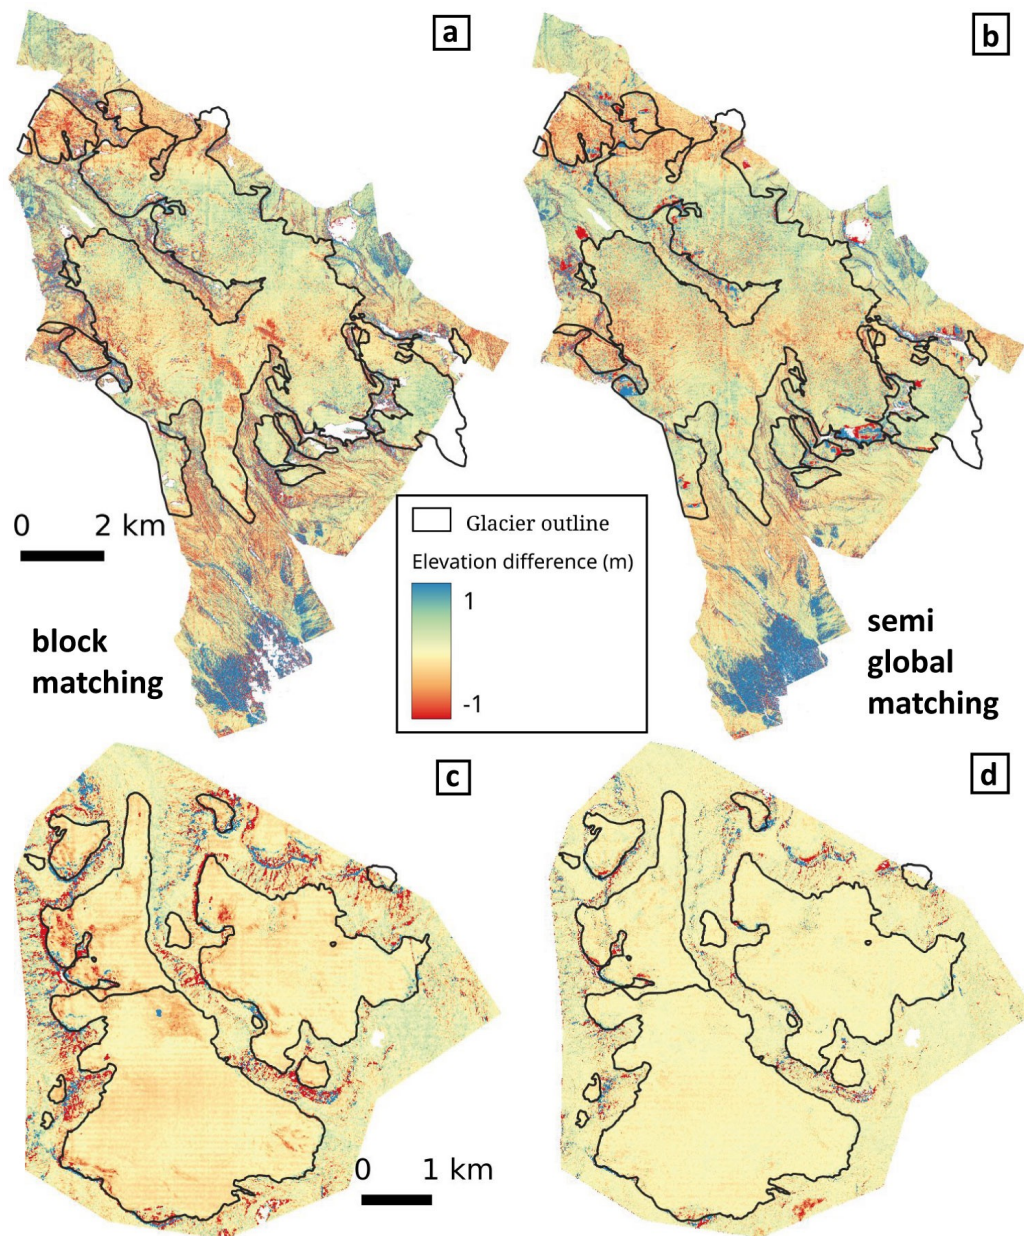 a
b
0 2 km
Glacier outline
Elevation difference (m)
1
-1
block
matching
semi
global
matching
c
d
0 1 km